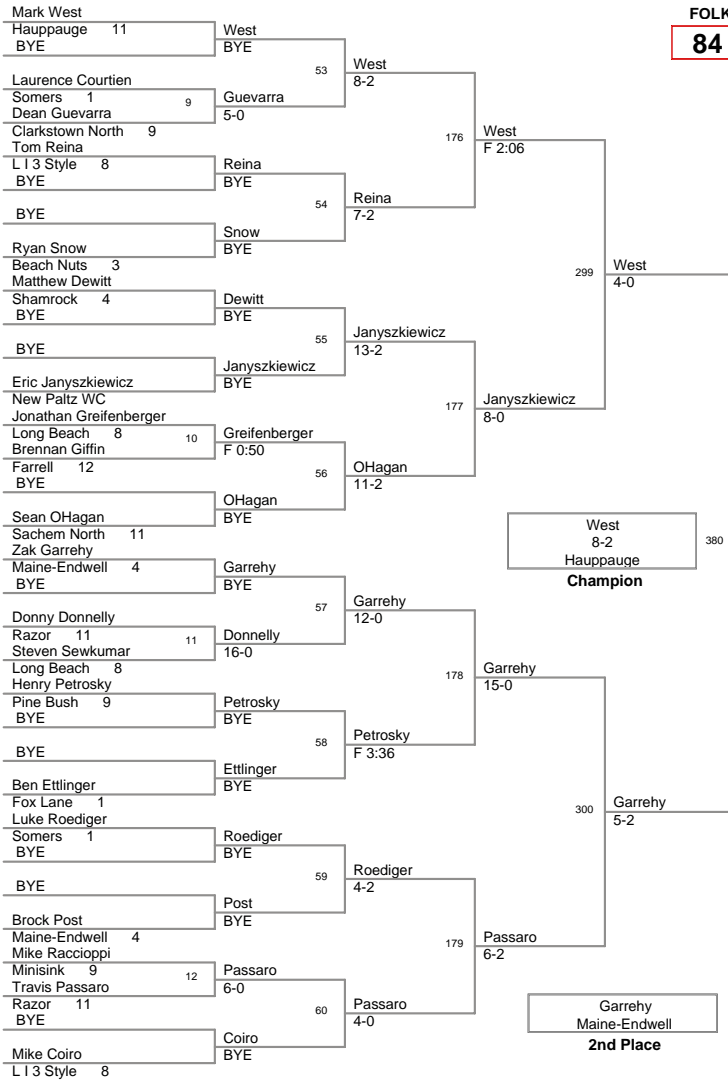 Mark West
Hauppauge 11
BYE
Laurence Courtien
Somers 1
9
Dean Guevarra
Clarkstown North 9
Tom Reina
L I 3 Style 8
BYE
BYE
Ryan Snow
Beach Nuts 3
Matthew Dewitt
Shamrock 4
BYE
BYE
Eric Janyszkiewicz
New Paltz WC
Jonathan Greifenberger
Long Beach 8
10
Brennan Giffin
Farrell 12
BYE
Sean OHagan
Sachem North 11
Zak Garrehy
Maine-Endwell 4
BYE
Donny Donnelly
Razor 11
11
Steven Sewkumar
Long Beach 8
Henry Petrosky
Pine Bush 9
BYE
BYE
Ben Ettlinger
Fox Lane 1
Luke Roediger
Somers 1
BYE
BYE
Brock Post
Maine-Endwell 4
Mike Raccioppi
Minisink 9
12
Travis Passaro
Razor 11
BYE
Mike Coiro
L I 3 Style 8
West
BYE
53
Guevarra
5-0
Reina
BYE
54
Snow
BYE
Dewitt
BYE
55
Janyszkiewicz
BYE
Greifenberger
F 0:50
56
OHagan
BYE
Garrehy
BYE
57
Donnelly
16-0
Petrosky
BYE
58
Ettlinger
BYE
Roediger
BYE
59
Post
BYE
Passaro
6-0
60
Coiro
BYE
West
8-2
176
Reina
7-2
Janyszkiewicz
13-2
177
OHagan
11-2
Garrehy
12-0
178
Petrosky
F 3:36
Roediger
4-2
179
Passaro
4-0
West
F 2:06
299
Janyszkiewicz
8-0
Garrehy
15-0
300
Passaro
6-2
West
4-0
Garrehy
5-2
FOLK
84
West
8-2
Hauppauge
380
Champion
Garrehy
Maine-Endwell
2nd Place